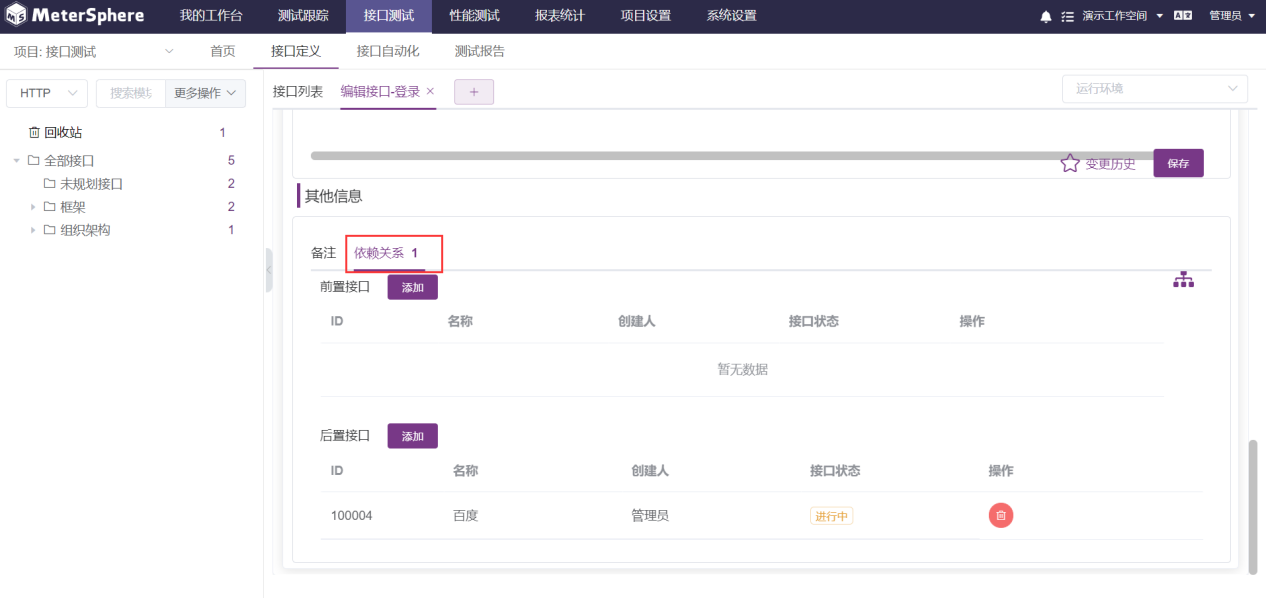 MeterSphere 我的工作台 测试跟踪 接口测试 性能测试 报表统计 项目设置 系统设置 演示工作空间 管理员
项目: 接口测试 首页 接口定义 接口自动化 测试报告
HTTP 搜索模块 更多操作
回收站 1
全部接口 5
未规划接口 2
框架 2
组织架构 1
接口列表 编辑接口-登录 × + 运行环境
变更历史 保存
其他信息
备注 依赖关系 1
前置接口 添加
ID 名称 创建人 接口状态 操作
暂无数据
后置接口 添加
ID 名称 创建人 接口状态 操作
100004 百度 管理员 进行中